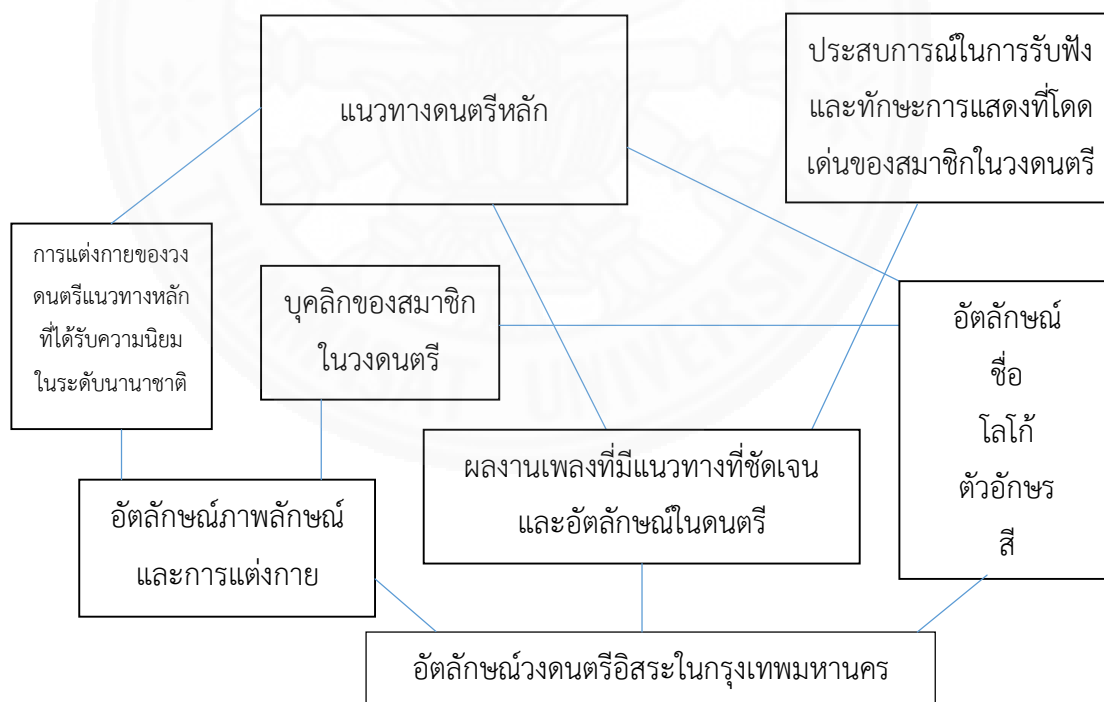 แนวทางดนตรีหลัก
ประสบการณ์ในการรับฟัง
และทักษะการแสดงที่โดด
เด่นของสมาชิกในวงดนตรี
การแต่งกายของวง
ดนตรีแนวทางหลัก
ที่ได้รับความนิยม
ในระดับนานาชาติ
บุคลิกของสมาชิก
ในวงดนตรี
อัตลักษณ์
ชื่อ
โลโก้
ตัวอักษร
สี
ผลงานเพลงที่มีแนวทางที่ชัดเจน
และอัตลักษณ์ในดนตรี
อัตลักษณ์ภาพลักษณ์
และการแต่งกาย
อัตลักษณ์วงดนตรีอิสระในกรุงเทพมหานคร